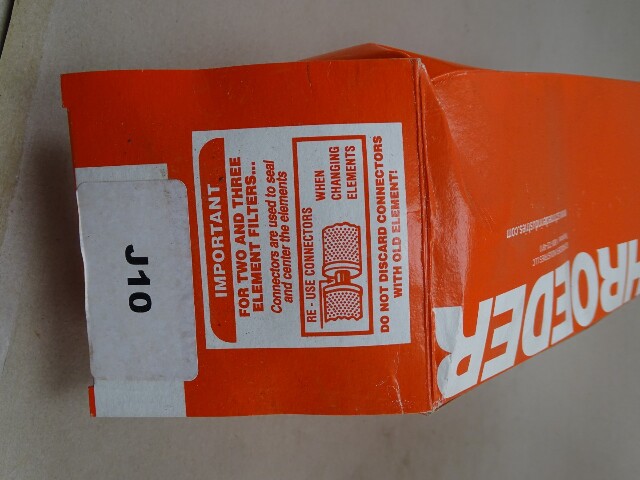 IMPORTANT
FOR TWO AND THREE
ELEMENT FILTERS...
Connectors are used to seal
and center the elements
RE - USE CONNECTORS WHEN
CHANGING
ELEMENTS
DO NOT DISCARD CONNECTORS
WITH OLD ELEMENT!
J10
HROEDER